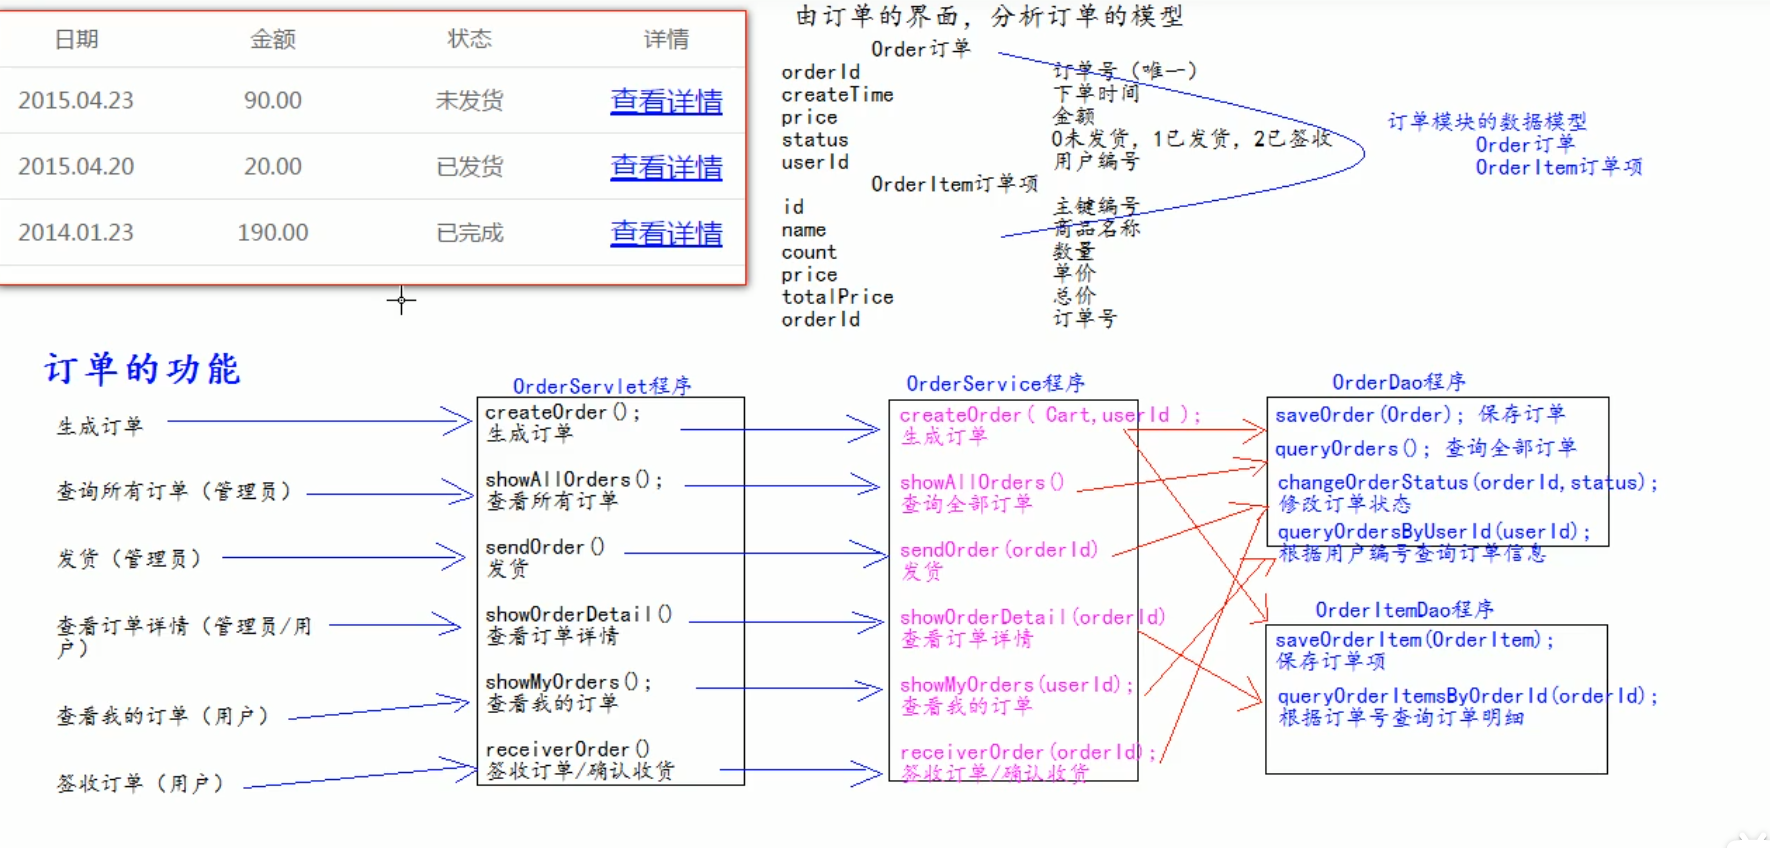 日期 金额 状态 详情
2015.04.23 90.00 未发货 查看详情
2015.04.20 20.00 已发货 查看详情
2014.01.23 190.00 已完成 查看详情
由订单的界面，分析订单的模型
Order订单
orderId 订单号（唯一）
createTime 下单时间
price 金额
status 0未发货，1已发货，2已签收
userId 用户编号
OrderItem订单项
id 主键编号
name 商品名称
count 数量
price 单价
totalPrice 总价
orderId 订单号
订单模块的数据模型
Order订单
OrderItem订单项
订单的功能
生成订单
查询所有订单（管理员）
发货（管理员）
查看订单详情（管理员/用
户）
查看我的订单（用户）
签收订单（用户）
OrderServlet程序
createOrder();
生成订单
showAllOrders();
查看所有订单
sendOrder()
发货
showOrderDetail()
查看订单详情
showMyOrders();
查看我的订单
receiverOrder()
签收订单/确认收货
OrderService程序
createOrder( Cart,userId );
生成订单
showAllOrders()
查询全部订单
sendOrder(orderId)
发货
showOrderDetail(orderId)
查看订单详情
showMyOrders(userId);
查看我的订单
receiverOrder(orderId);
签收订单/确认收货
OrderDao程序
saveOrder(Order); 保存订单
queryOrders(); 查询全部订单
changeOrderStatus(orderId,status);
修改订单状态
queryOrdersByUserId(userId);
根据用户编号查询订单信息
OrderItemDao程序
saveOrderItem(OrderItem);
保存订单项
queryOrderItemsByOrderId(orderId);
根据订单号查询订单明细